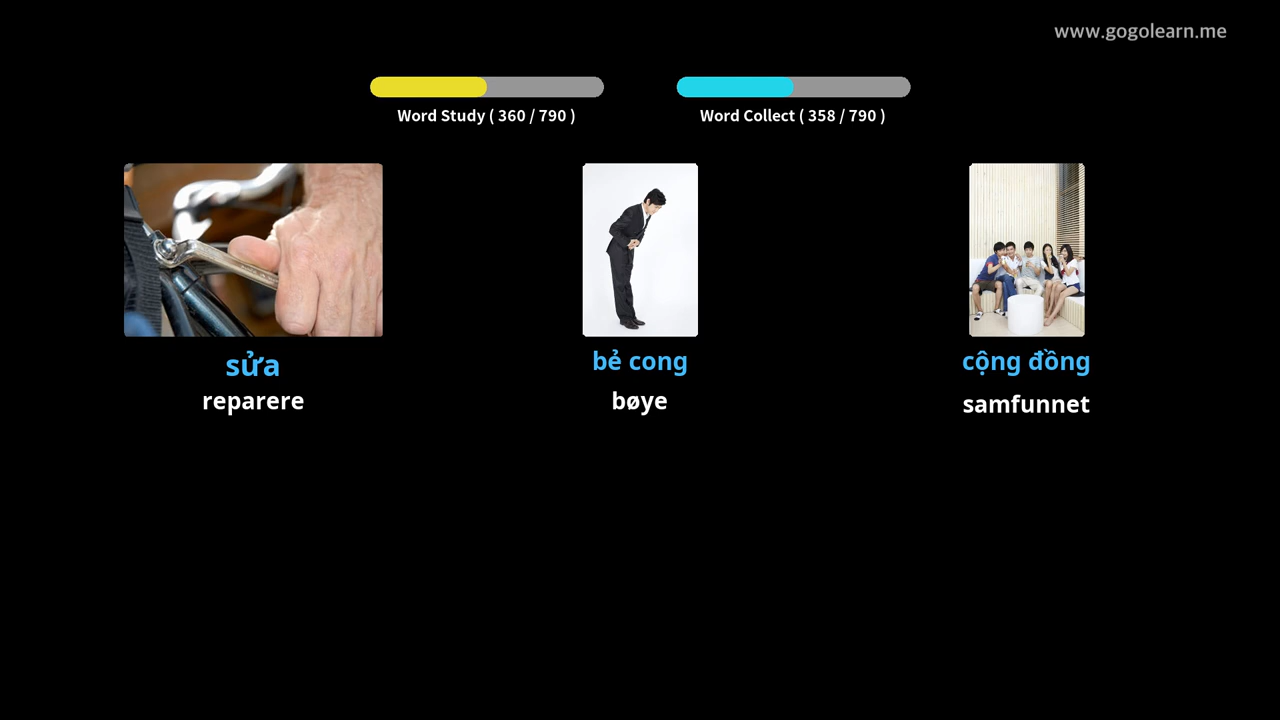 www.gogolearn.me
Word Study ( 360 / 790 )
Word Collect ( 358 / 790 )
sửa
reparere
bẻ cong
bøye
cộng đồng
samfunnet